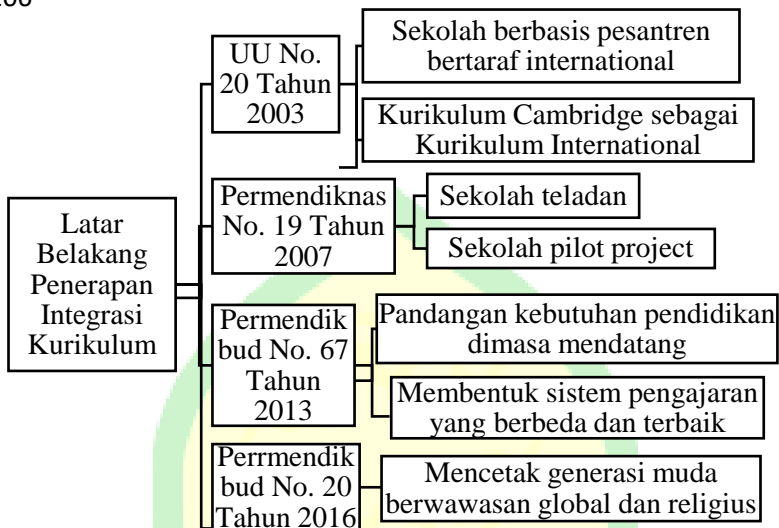 Latar
Belakang
Penerapan
Integrasi
Kurikulum
UU No.
20 Tahun
2003
Sekolah berbasis pesantren
bertaraf international
Kurikulum Cambridge sebagai
Kurikulum International
Permendiknas
No. 19 Tahun
2007
Sekolah teladan
Sekolah pilot project
Permendik
bud No. 67
Tahun
2013
Pandangan kebutuhan pendidikan
dimasa mendatang
Membentuk sistem pengajaran
yang berbeda dan terbaik
Perrmendik
bud No. 20
Tahun 2016
Mencetak generasi muda
berwawasan global dan religius